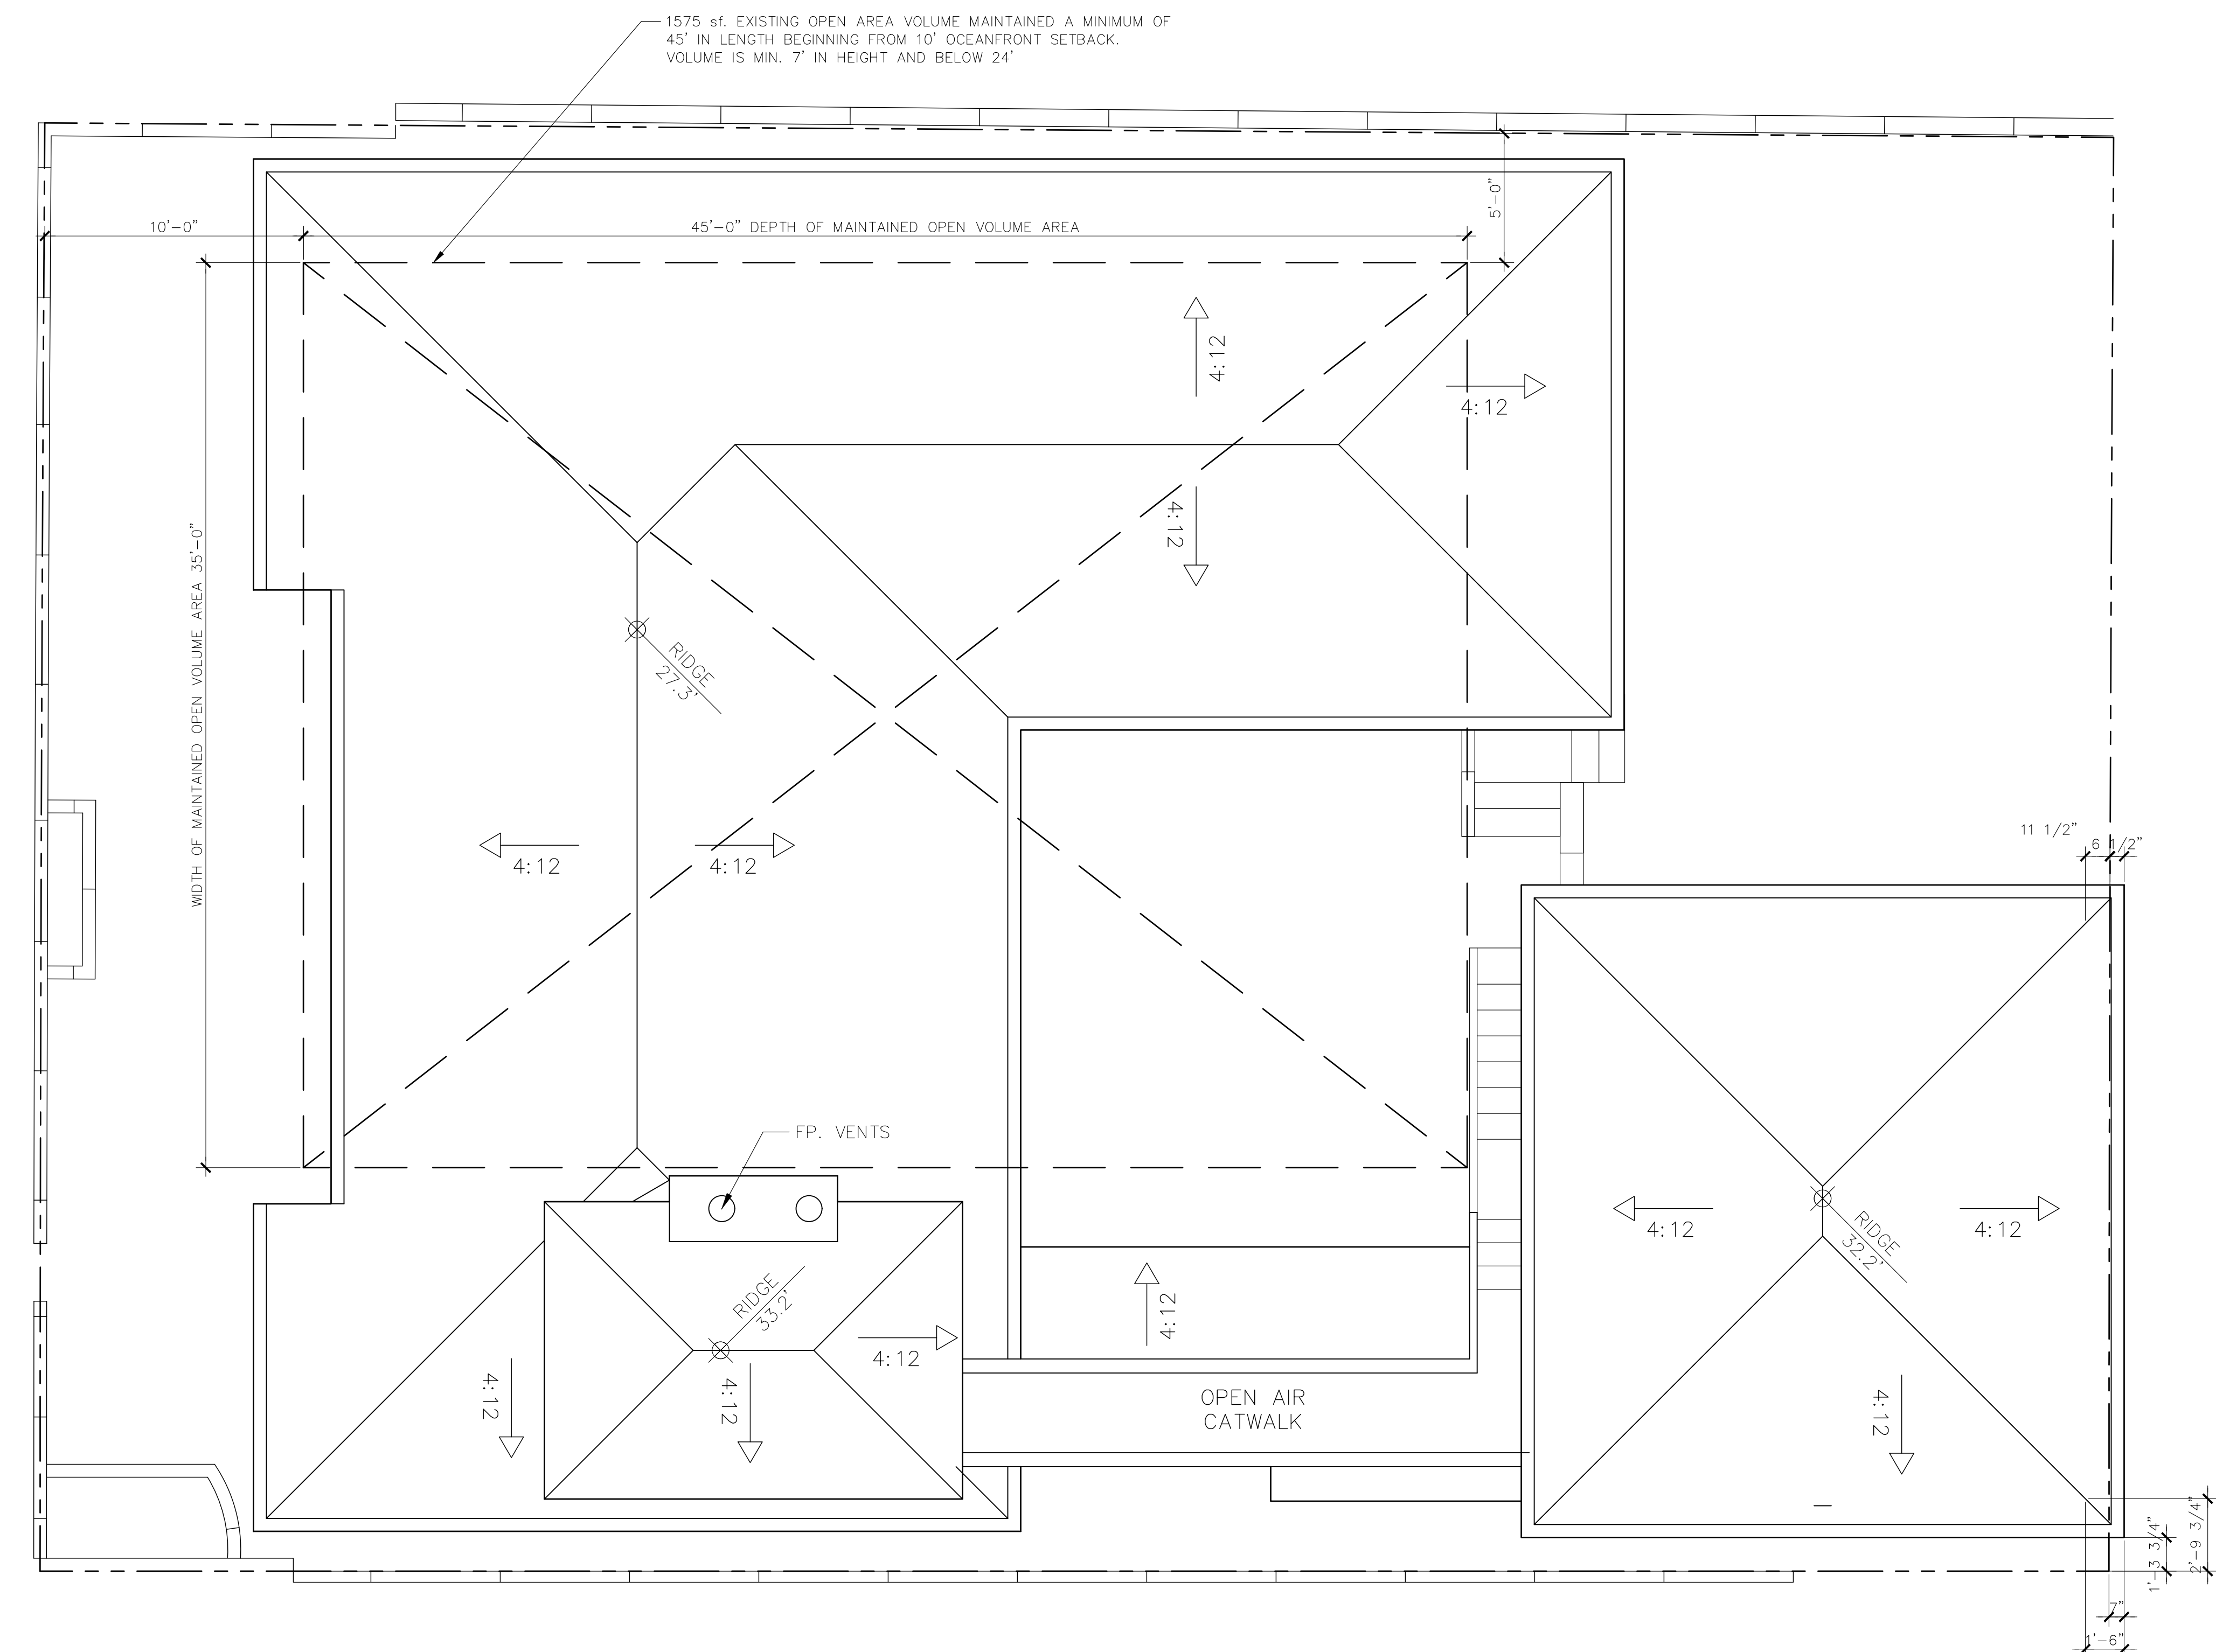 1575 sf. EXISTING OPEN AREA VOLUME MAINTAINED A MINIMUM OF
45' IN LENGTH BEGINNING FROM 10' OCEANFRONT SETBACK.
VOLUME IS MIN. 7' IN HEIGHT AND BELOW 24'
10'-0"
45'-0" DEPTH OF MAINTAINED OPEN VOLUME AREA
5'-0"
4:12
4:12
4:12
WIDTH OF MAINTAINED OPEN VOLUME AREA 35'-0"
RIDGE
27.3'
11 1/2"
6 1/2"
4:12
4:12
FP. VENTS
4:12
4:12
RIDGE
32.2'
RIDGE
33.2'
4:12
4:12
4:12
4:12
OPEN AIR
CATWALK
4:12
1'-3 3/4"
2'-9 3/4"
7"
1'-6"